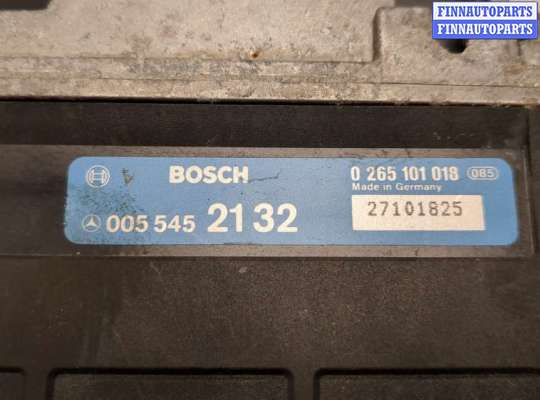 FINNAUTOPARTS
FINNAUTOPARTS
BOSCH
0 265 101 018 085
Made in Germany
005 545 21 32
27101825